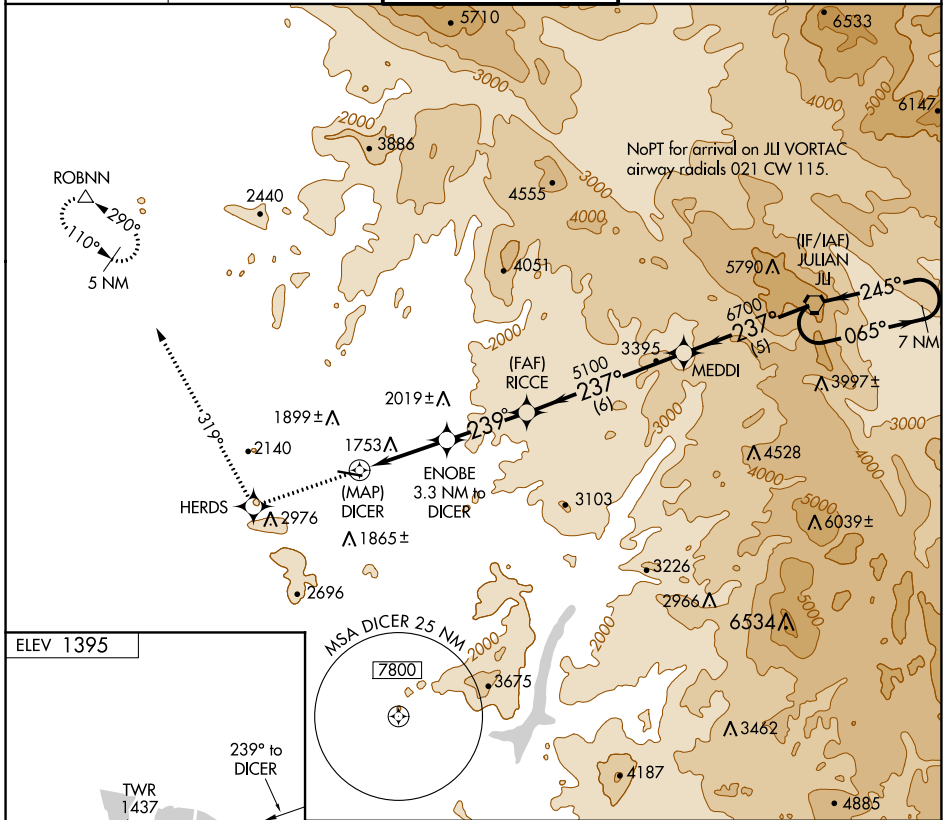 5710
6533
3000
4000
5000
6147
2000
3886
NoPT for arrival on JLI VORTAC
airway radials 021 CW 115.
ROBNN
290°
110°
5 NM
2440
4555
3000
4000
4051
(IF/IAF)
JULIAN
JLI
5790
245°
6700
237°
(5)
065°
7 NM
2000
3395
MEDDI
(FAF)
RICCE
5100
237°
(6)
3997±
3000
319°
2019±
1899±
239°
3000
4000
2140
1753
ENOBE
3.3 NM to
DICER
4528
HERDS
(MAP)
DICER
2976
3103
5000
6039±
1865±
3226
2696
2966
5000
6534
2000
ELEV 1395
MSA DICER 25 NM
7800
2000
3675
3462
239° to
DICER
TWR
1437
4187
4885